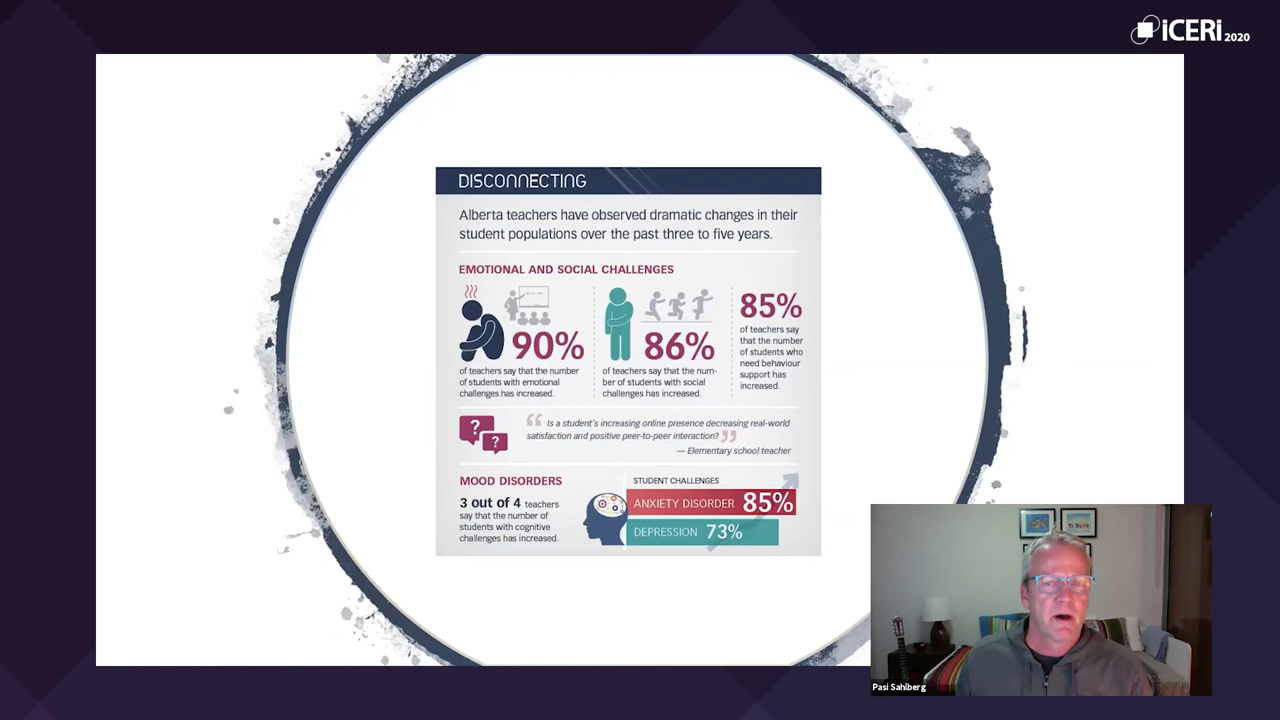 iCERi 2020
DISCONNECTING
Alberta teachers have observed dramatic changes in their
student populations over the past three to five years.
EMOTIONAL AND SOCIAL CHALLENGES
90%
of teachers say that the number
of students with emotional
challenges has increased.
86%
of teachers say that the num-
ber of students with social
challenges has increased.
85%
of teachers say
that the number
of students who
need behaviour
support has
increased.
? ?
“ Is a student's increasing online presence decreasing real-world
satisfaction and positive peer-to-peer interaction? ”
— Elementary school teacher
MOOD DISORDERS
3 out of 4 teachers
say that the number of
students with cognitive
challenges has increased.
STUDENT CHALLENGES
ANXIETY DISORDER 85%
DEPRESSION 73%
Pasi Sahlberg